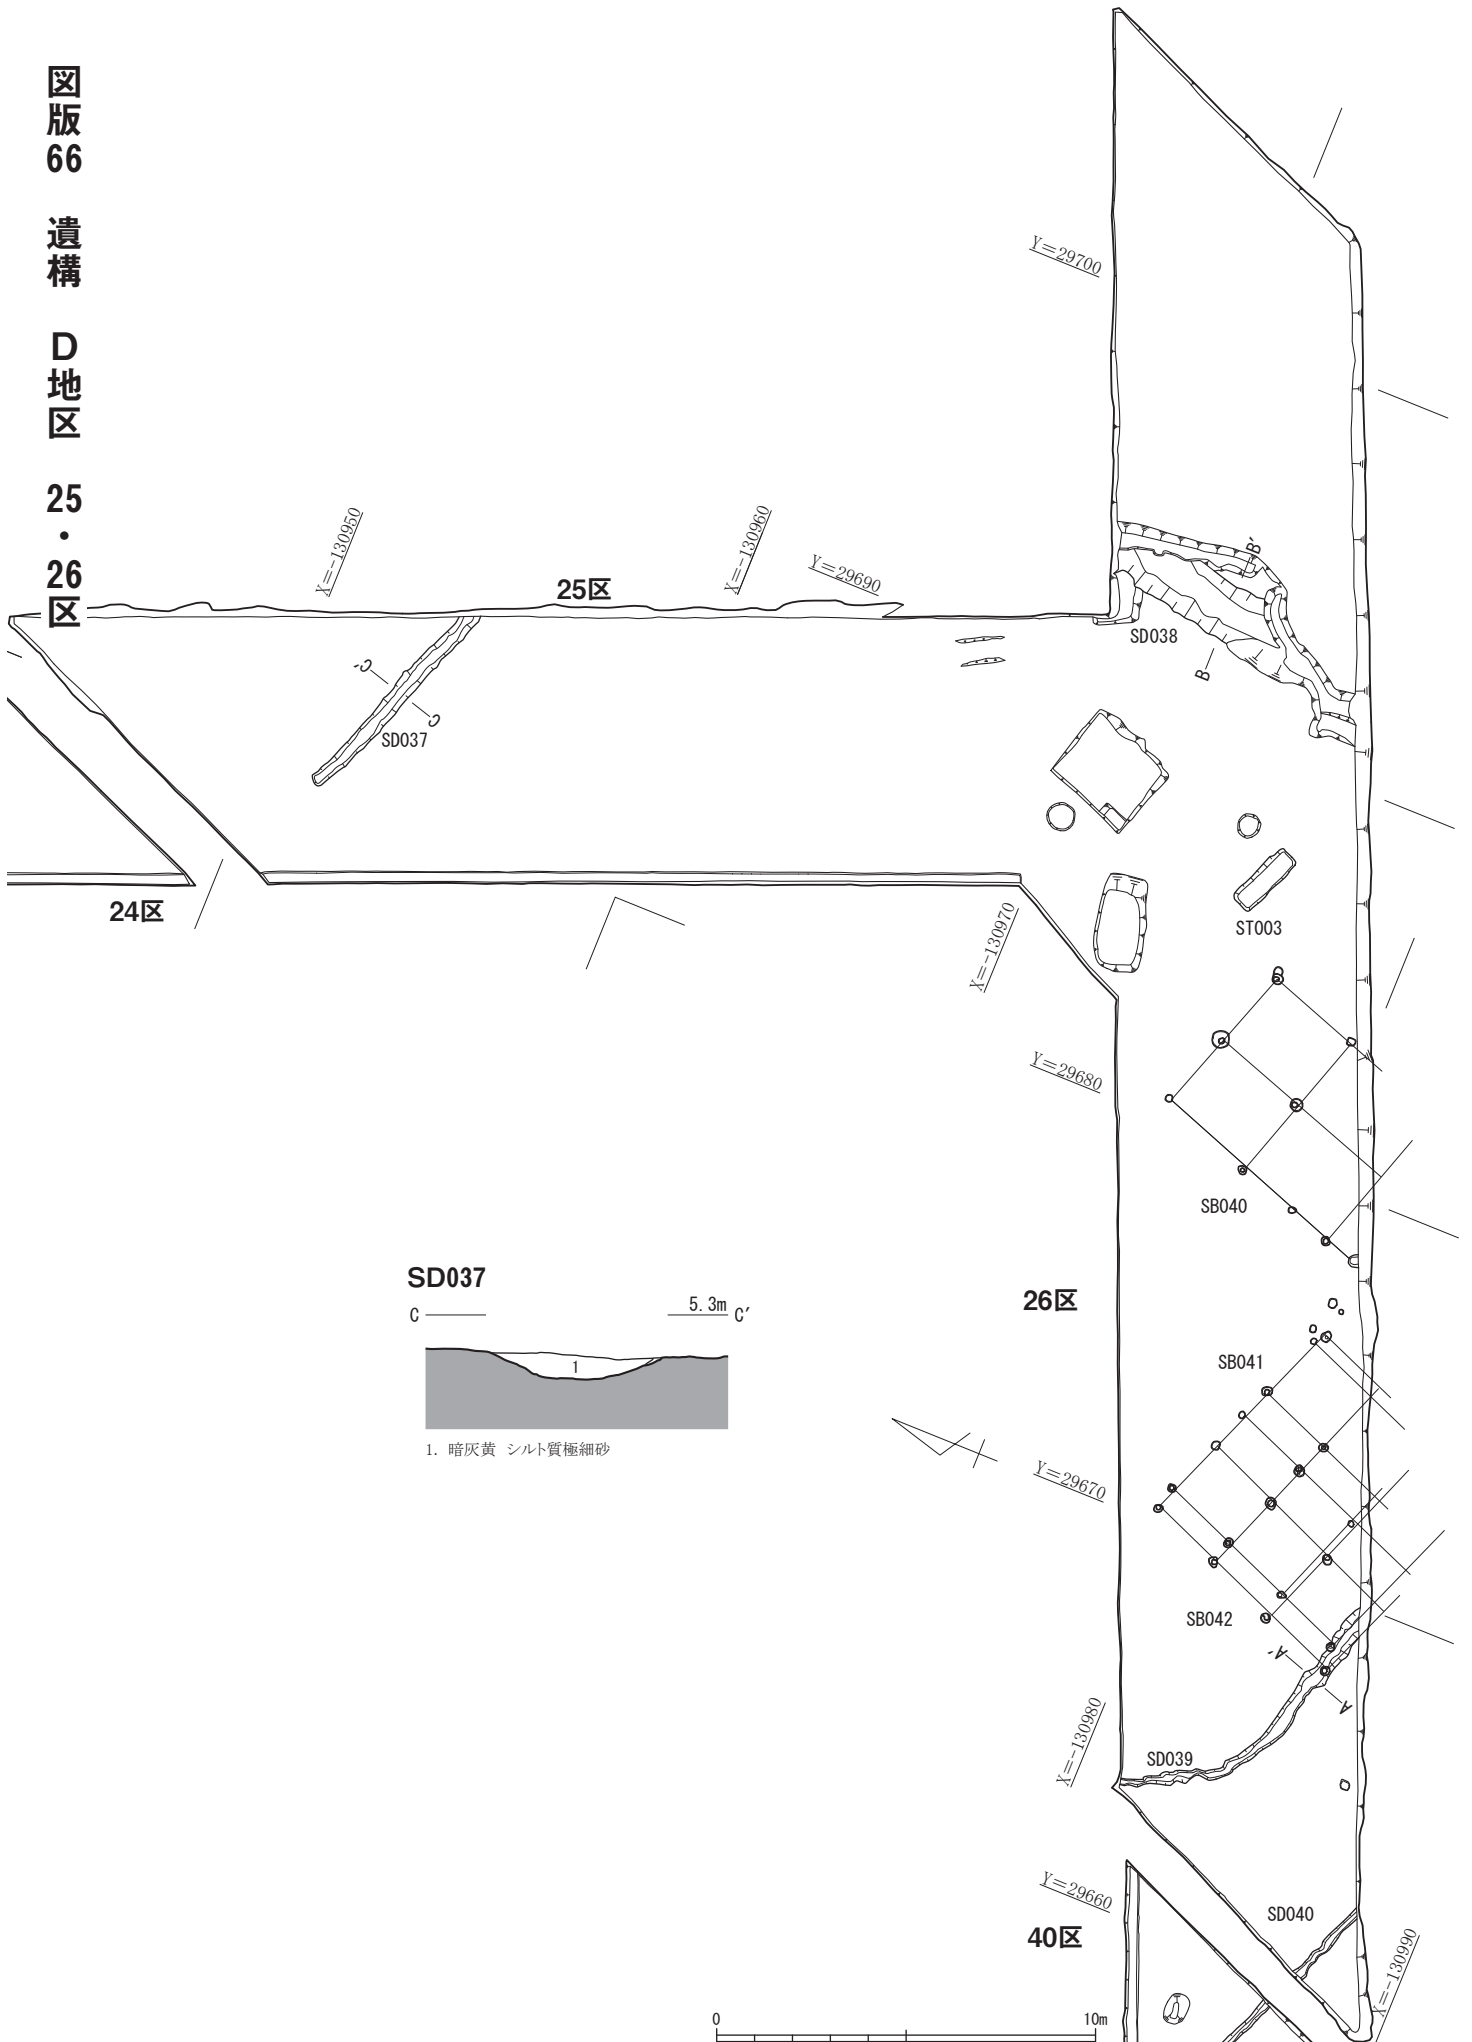 図版66 遺構 D地区 25・26区
Y=29700
X=-130950
X=-130960
Y=29690
25区
B′
SD038
B
C′
C
SD037
24区
ST003
X=-130970
Y=29680
SB040
26区
SD037
C
5.3m
C′
1
1. 暗灰黄 シルト質極細砂
SB041
Y=29670
SB042
A′
A
X=-130980
SD039
Y=29660
SD040
40区
X=-130990
0
10m